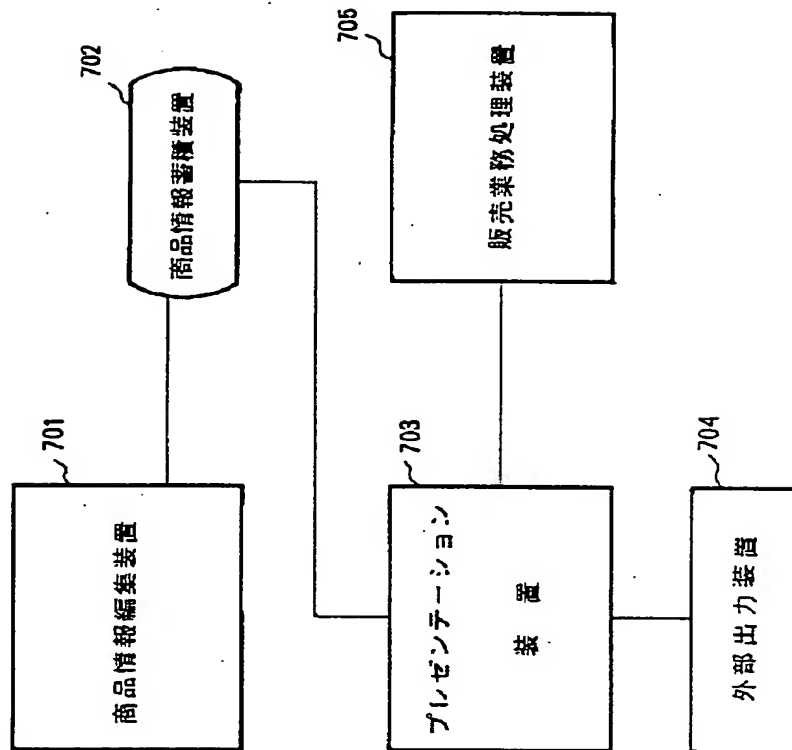 701
商品情報編集装置
702
商品情報蓄積装置
703
プレゼンテーション
装置
704
外部出力装置
705
販売業務処理装置